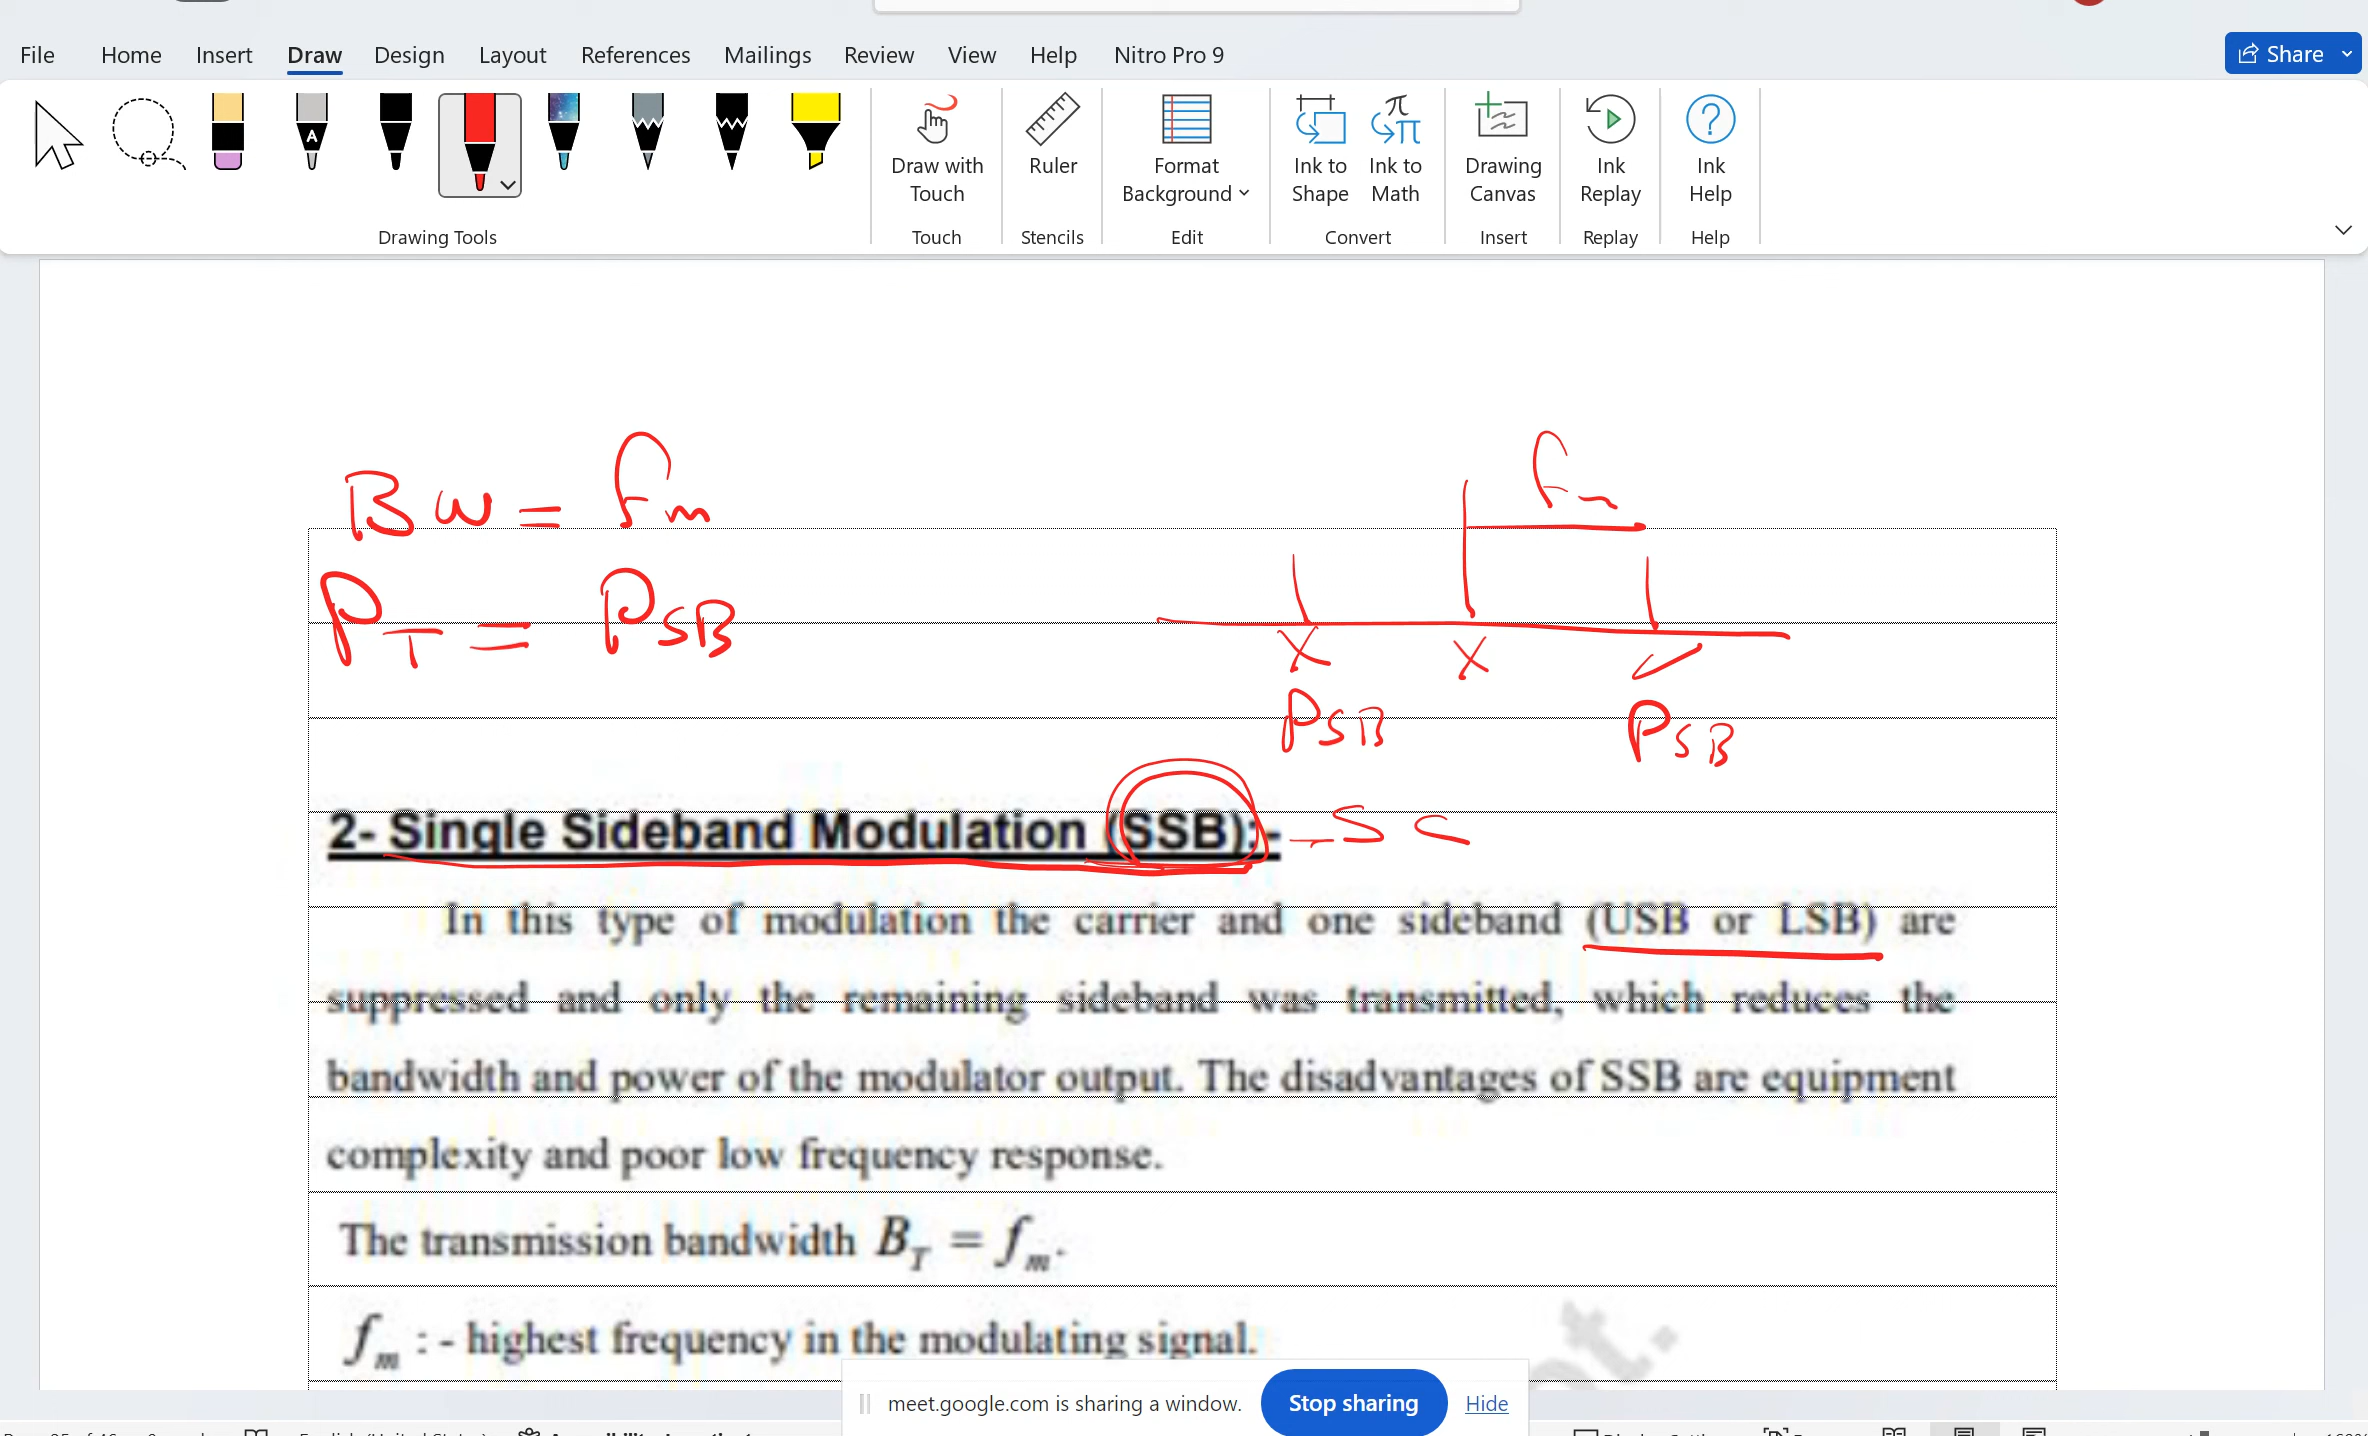 File Home Insert Draw Design Layout References Mailings Review View Help Nitro Pro 9 Share
A
Draw with Touch
Ruler
Format Background
Ink to Shape
Ink to Math
Drawing Canvas
Ink Replay
Ink Help
Drawing Tools Touch Stencils Edit Convert Insert Replay Help
BW = fm
fm
PT = PSB
X X ✓
PSB PSB
2- Single Sideband Modulation (SSB):- -SC
In this type of modulation the carrier and one sideband (USB or LSB) are
suppressed and only the remaining sideband was transmitted, which reduces the
bandwidth and power of the modulator output. The disadvantages of SSB are equipment
complexity and poor low frequency response.
The transmission bandwidth B_T = f_m.
f_m : - highest frequency in the modulating signal.
t.
meet.google.com is sharing a window. Stop sharing Hide